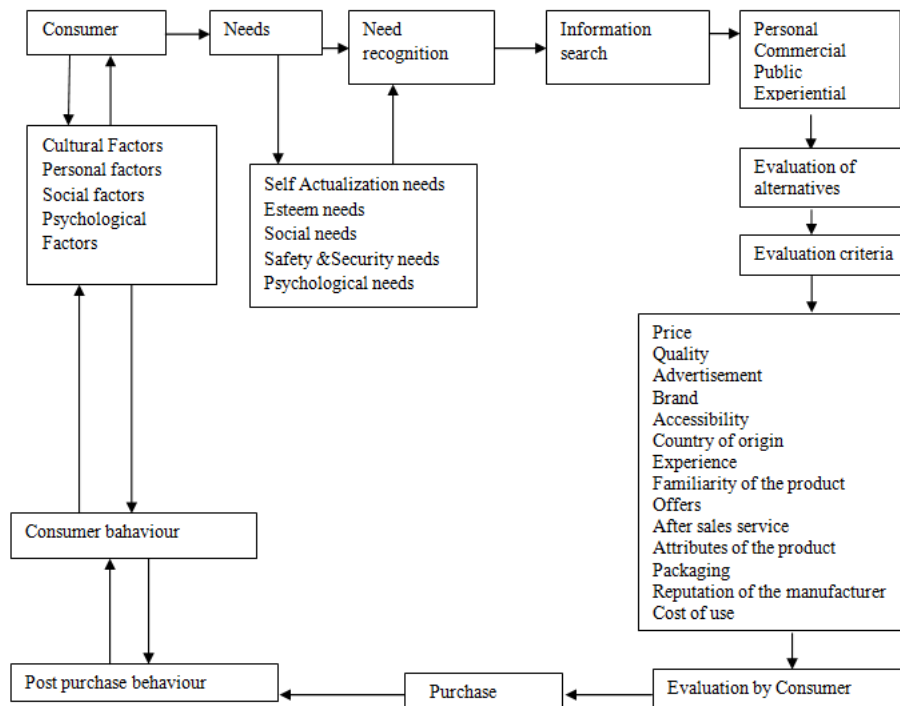 Consumer
Needs
Need
recognition
Information
search
Personal
Commercial
Public
Experiential
Cultural Factors
Personal factors
Social factors
Psychological
Factors
Self Actualization needs
Esteem needs
Social needs
Safety &Security needs
Psychological needs
Evaluation of
alternatives
Evaluation criteria
Price
Quality
Advertisement
Brand
Accessibility
Country of origin
Experience
Familiarity of the product
Offers
After sales service
Attributes of the product
Packaging
Reputation of the manufacturer
Cost of use
Consumer bahaviour
Post purchase behaviour
Purchase
Evaluation by Consumer